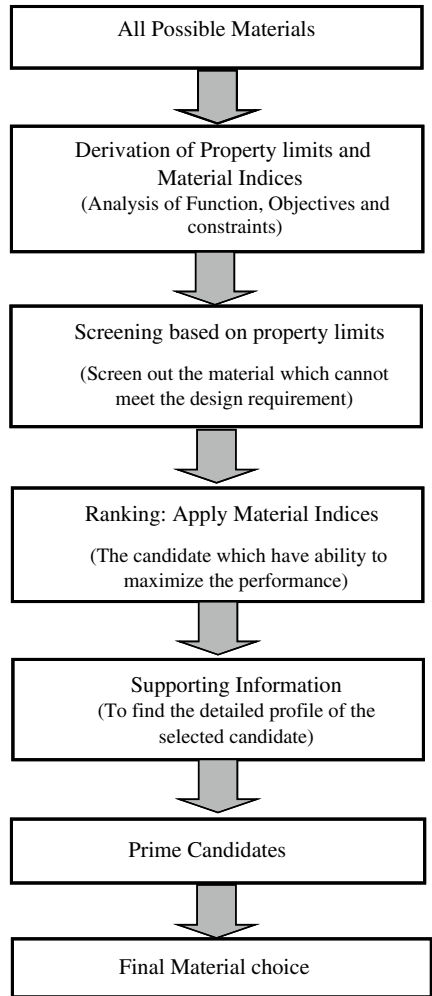 All Possible Materials
Derivation of Property limits and
Material Indices
(Analysis of Function, Objectives and
constraints)
Screening based on property limits
(Screen out the material which cannot
meet the design requirement)
Ranking: Apply Material Indices
(The candidate which have ability to
maximize the performance)
Supporting Information
(To find the detailed profile of the
selected candidate)
Prime Candidates
Final Material choice